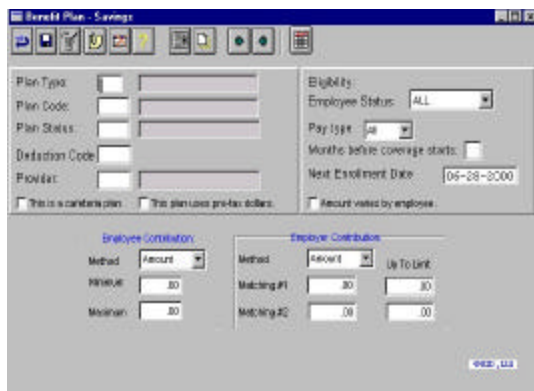 Benefit Plan - Savings
Plan Type:
Plan Code:
Plan Status:
Deduction Code
Provider:
This is a cafeteria plan.
This plan uses pre-tax dollars.
Eligibility:
Employee Status: ALL
Pay type: All
Months before coverage starts:
Next Enrollment Date 06-28-2000
Amount varies by employee.
Employee Contribution:
Method Amount
Minimum .00
Maximum .00
Employer Contribution:
Method Amount Up To Limit
Matching #1 .00 .00
Matching #2 .00 .00